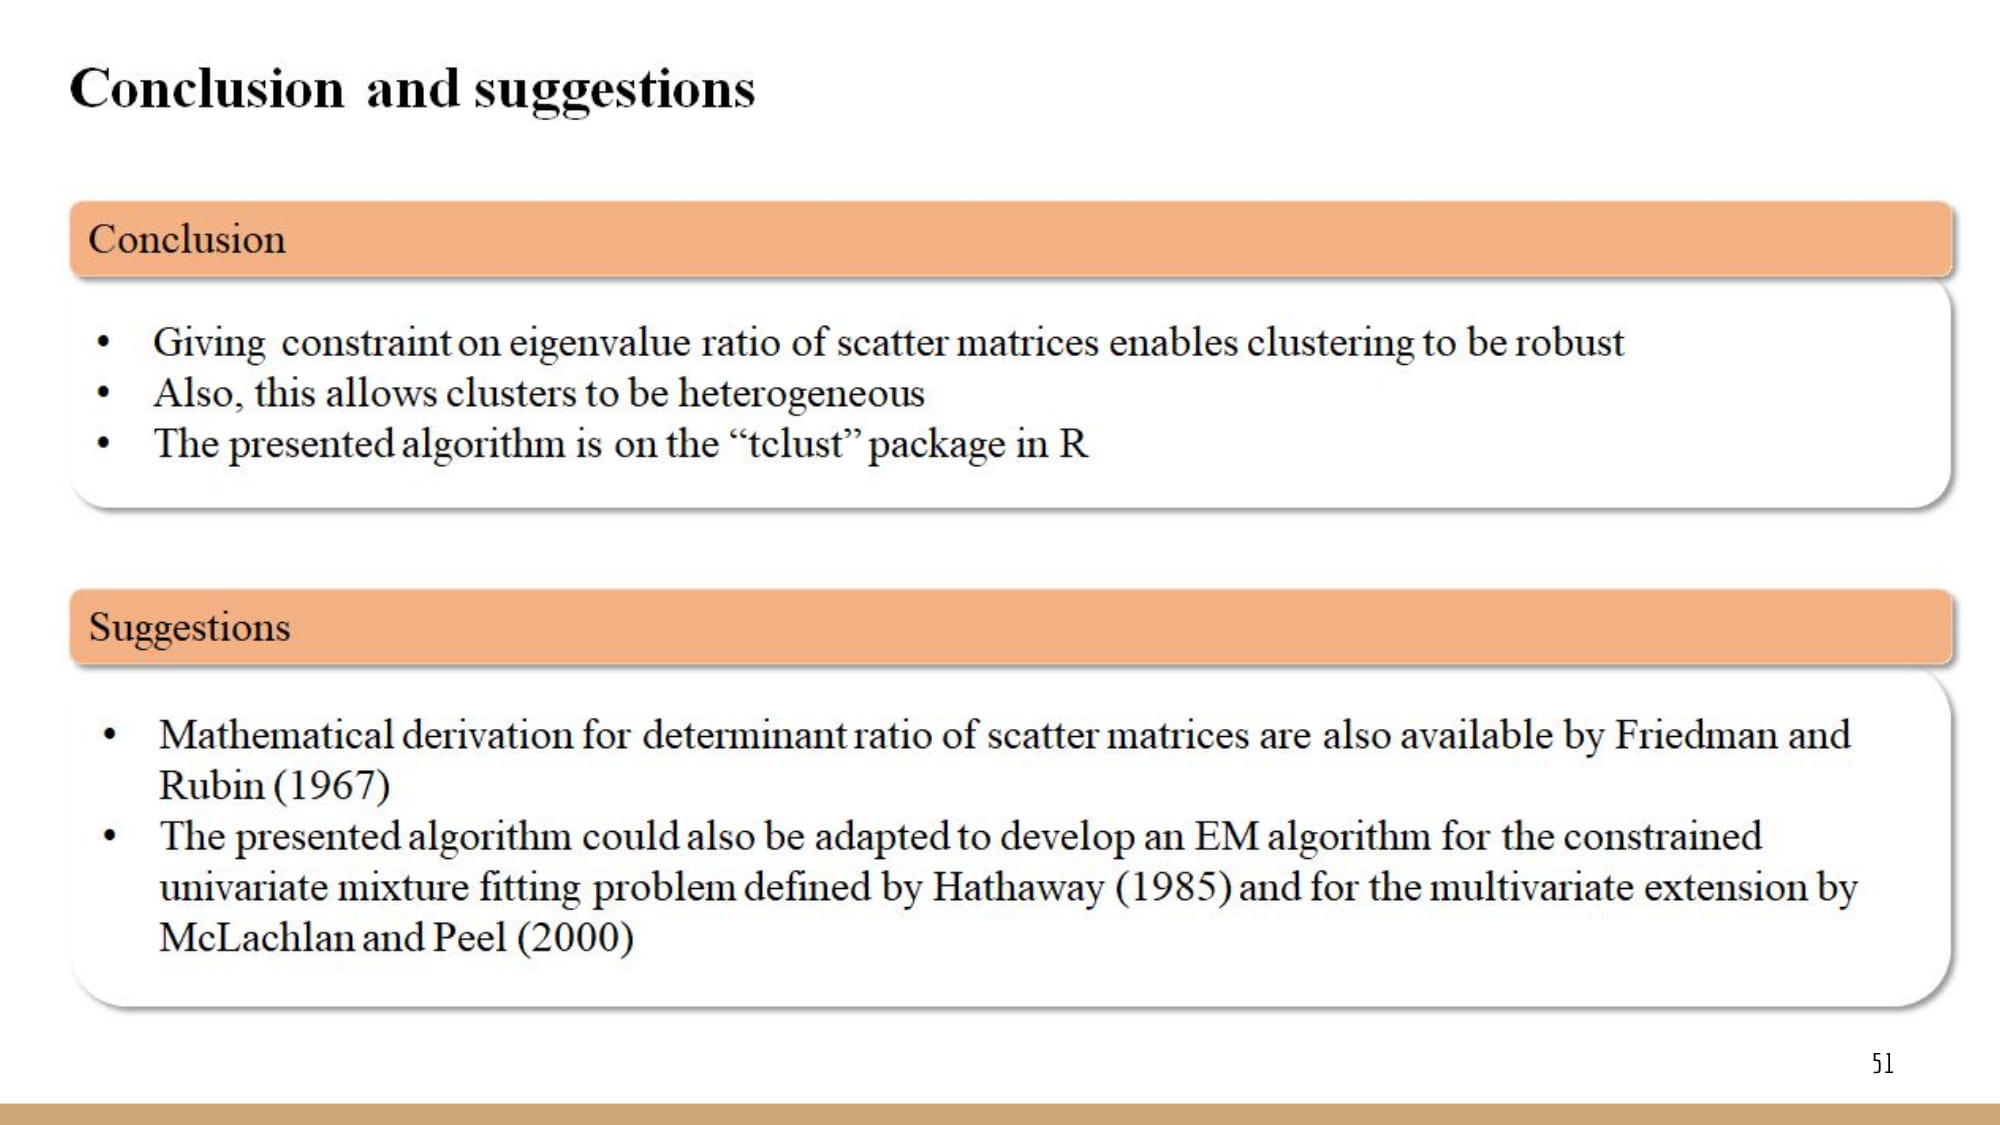 Conclusion and suggestions
Conclusion
• Giving constraint on eigenvalue ratio of scatter matrices enables clustering to be robust
• Also, this allows clusters to be heterogeneous
• The presented algorithm is on the “tclust” package in R
Suggestions
• Mathematical derivation for determinant ratio of scatter matrices are also available by Friedman and
Rubin (1967)
• The presented algorithm could also be adapted to develop an EM algorithm for the constrained
univariate mixture fitting problem defined by Hathaway (1985) and for the multivariate extension by
McLachlan and Peel (2000)
51